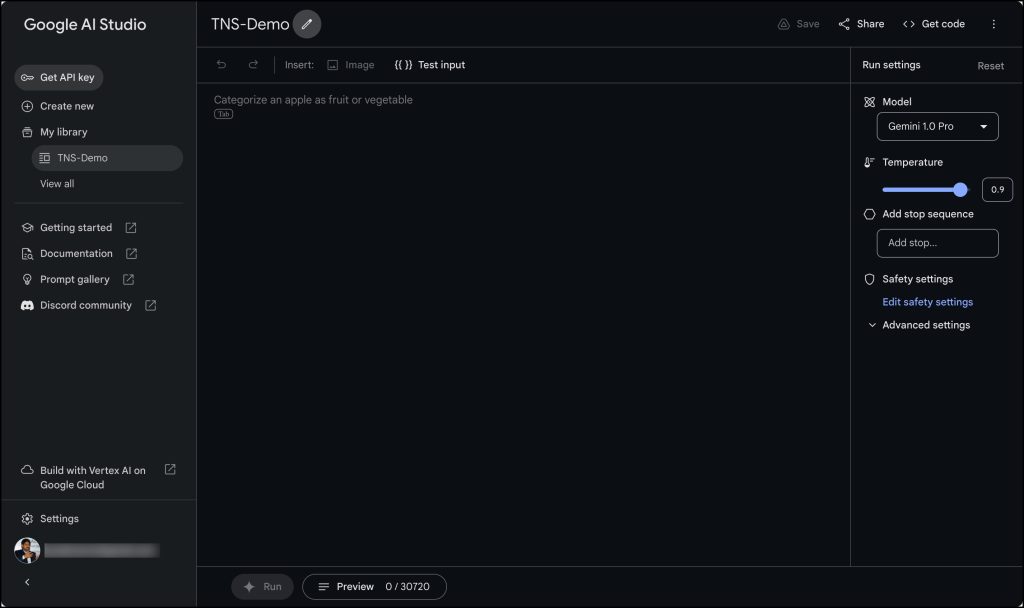 Google AI Studio
Get API key
Create new
My library
TNS-Demo
View all
Getting started
Documentation
Prompt gallery
Discord community
Build with Vertex AI on
Google Cloud
Settings
TNS-Demo
Save
Share
Get code
Insert:
Image
{{ }} Test input
Categorize an apple as fruit or vegetable
Tab
Run
Preview 0 / 30720
Run settings
Reset
Model
Gemini 1.0 Pro
Temperature
0.9
Add stop sequence
Add stop...
Safety settings
Edit safety settings
Advanced settings